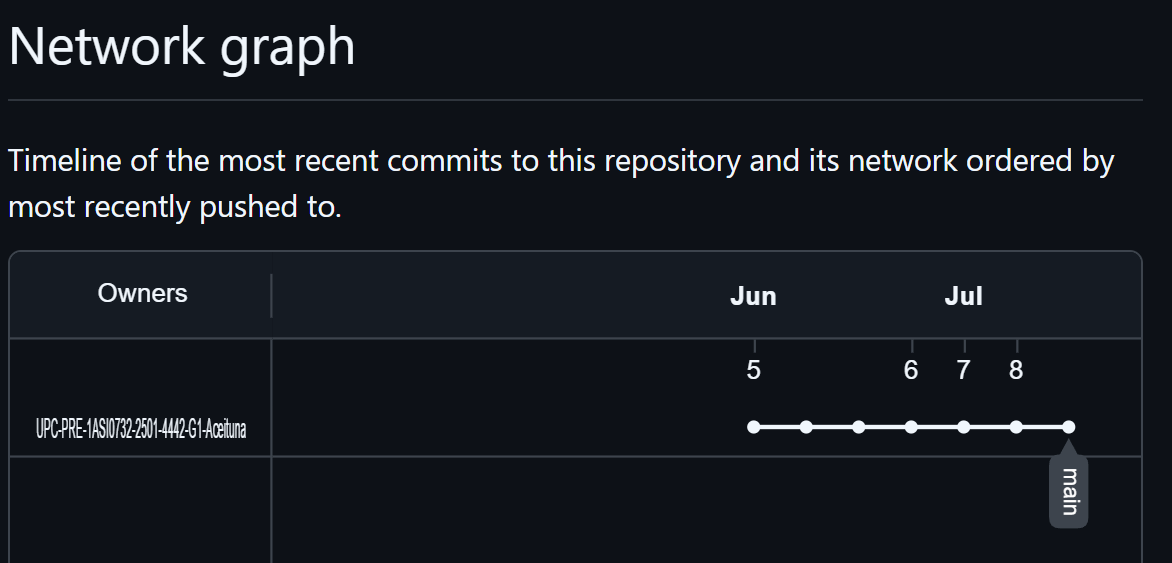 Network graph
Timeline of the most recent commits to this repository and its network ordered by
most recently pushed to.
Owners
Jun
Jul
5
6
7
8
UPC-PRE-1ASI0732-2501-4442-G1-Aceituna
main